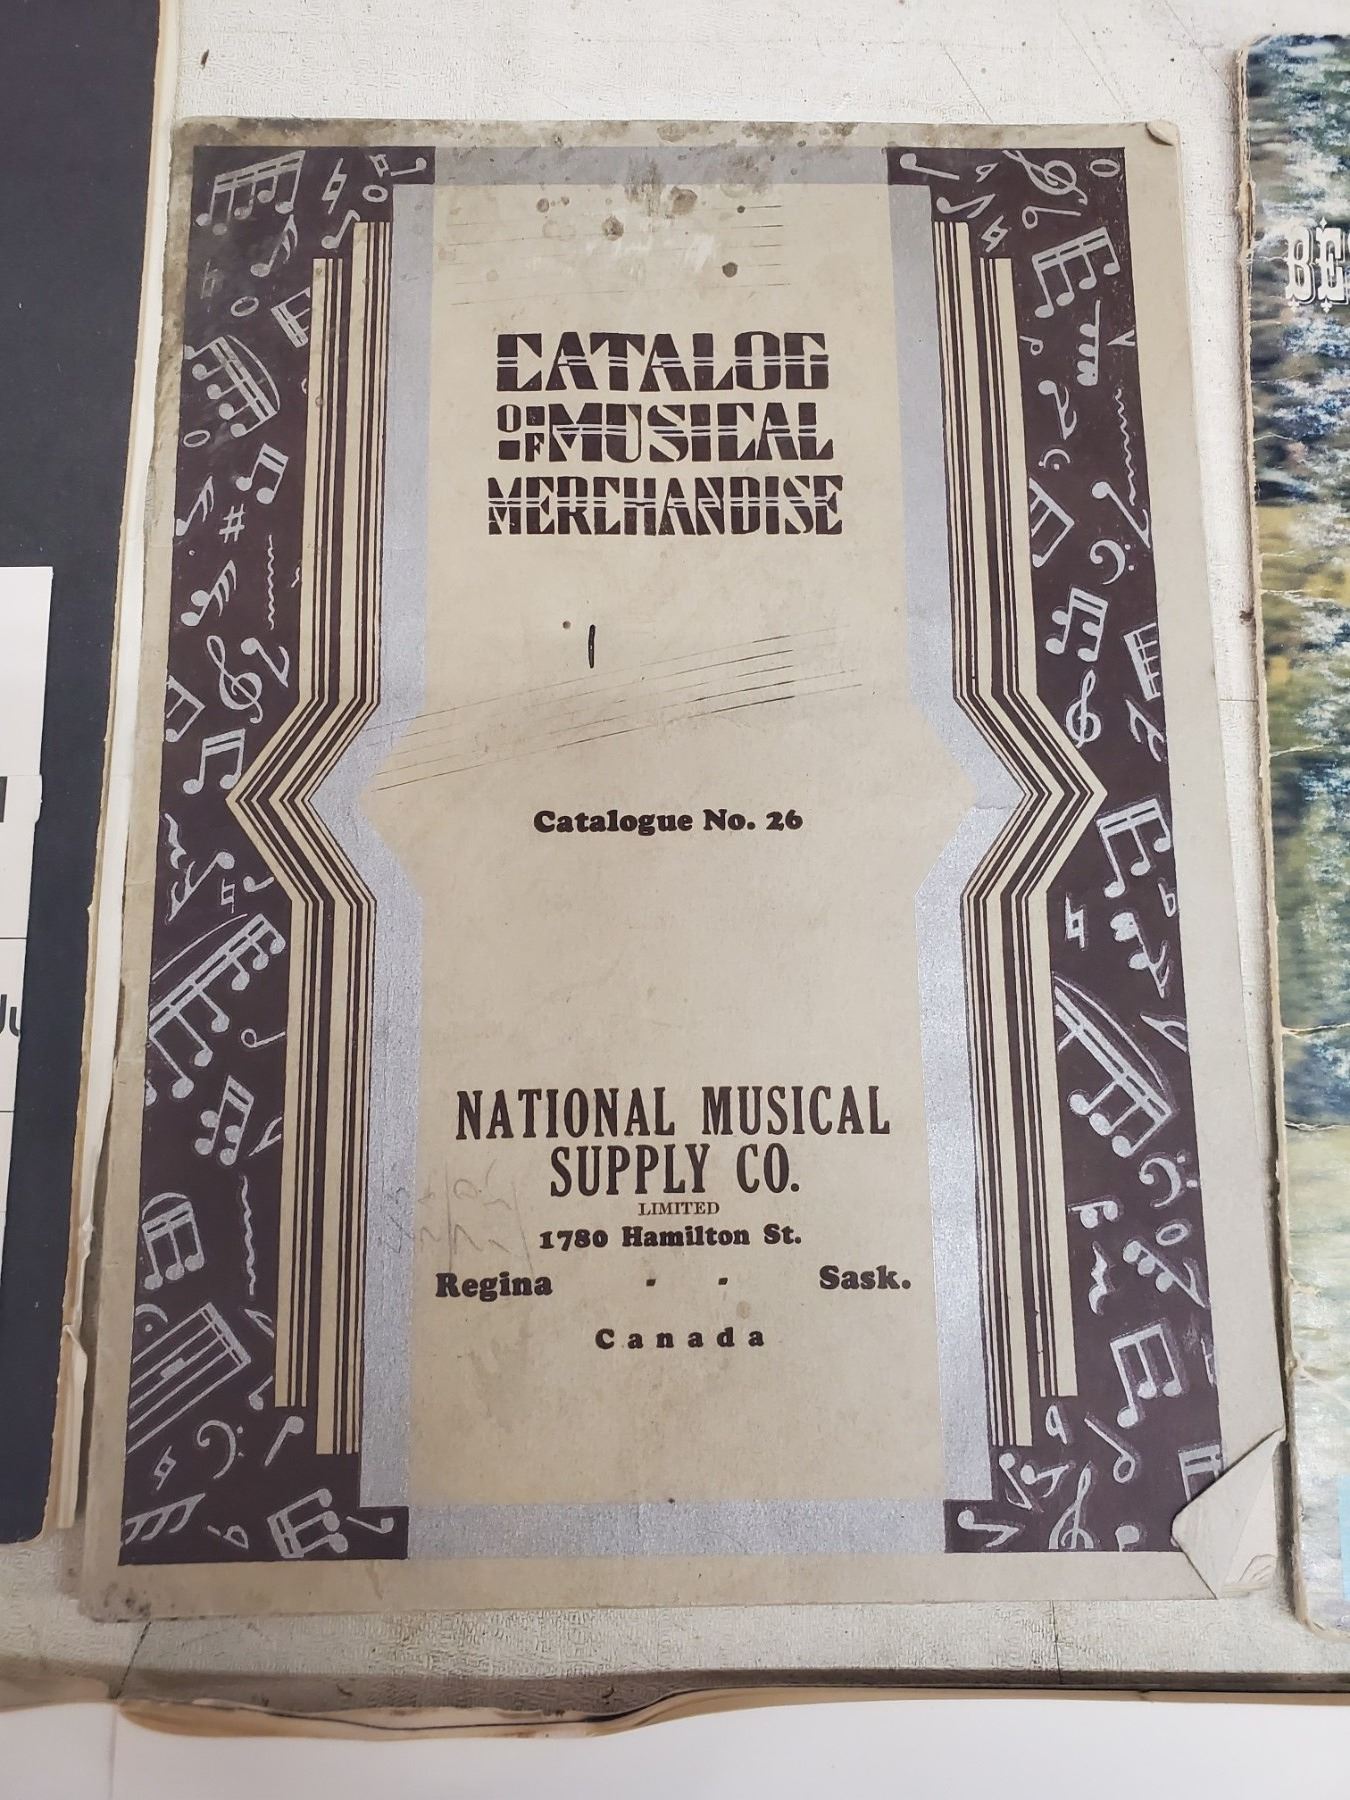 CATALOG
OF MUSICAL
MERCHANDISE
Catalogue No. 26
NATIONAL MUSICAL
SUPPLY CO.
LIMITED
1780 Hamilton St.
Regina - - Sask.
Canada